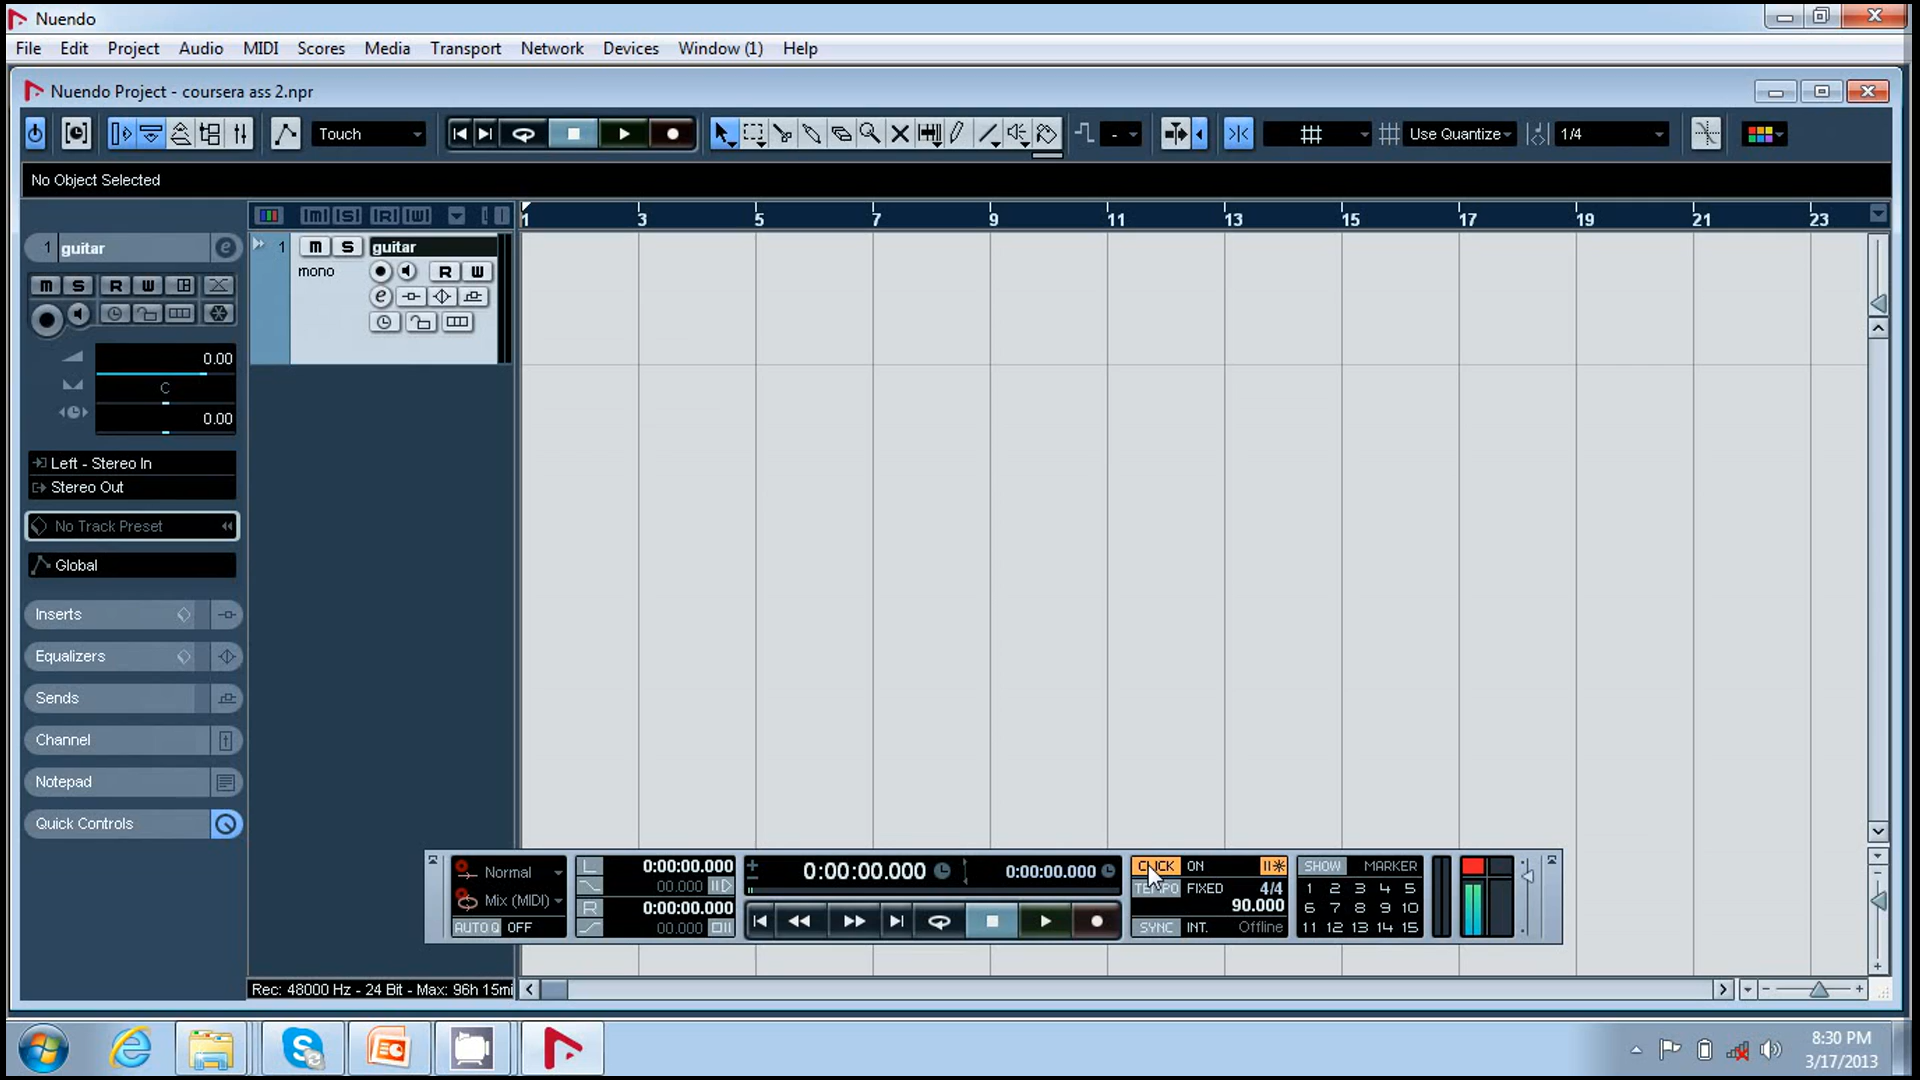 Nuendo
File Edit Project Audio MIDI Scores Media Transport Network Devices Window (1) Help
Nuendo Project - coursera ass 2.npr
Touch - Use Quantize 1/4
No Object Selected
M S R W
1 3 5 7 9 11 13 15 17 19 21 23
1 guitar e
1 M S guitar
mono R W
M S R W
e
0.00
C
0.00
Left - Stereo In
Stereo Out
No Track Preset
Global
Inserts
Equalizers
Sends
Channel
Notepad
Quick Controls
Normal L 0:00:00.000 0:00:00.000 0:00:00.000 CLICK ON SHOW MARKER
00.000 TEMPO FIXED 4/4 1 2 3 4 5
Mix (MIDI) R 0:00:00.000 90.000 6 7 8 9 10
AUTO Q OFF 00.000 SYNC INT. Offline 11 12 13 14 15
Rec: 48000 Hz - 24 Bit - Max: 96h 15mi
8:30 PM
3/17/2013